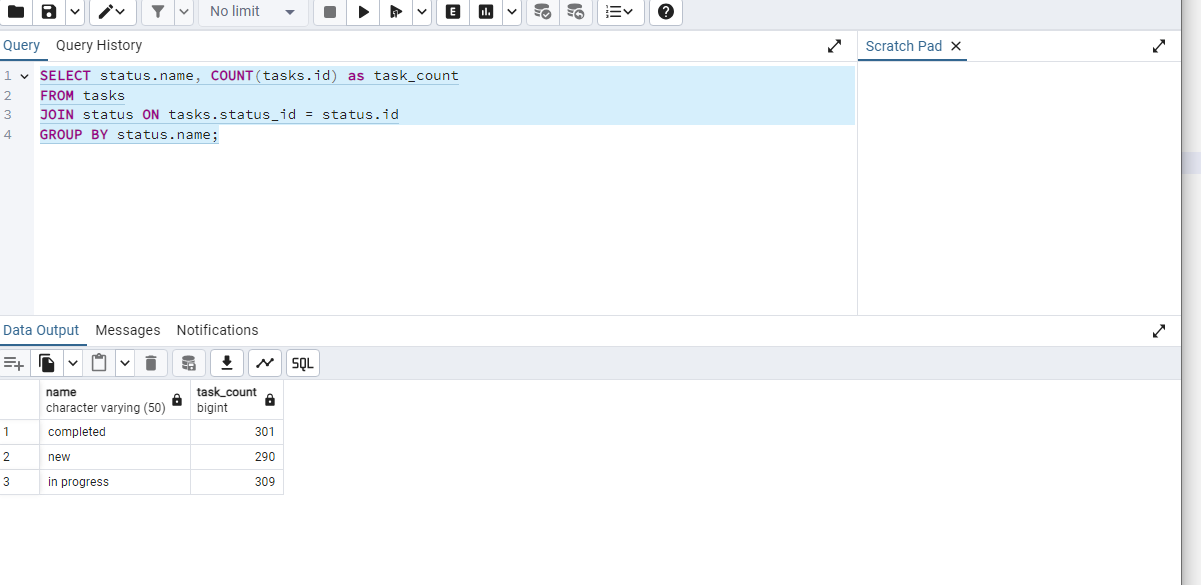 No limit
E
Query Query History
Scratch Pad
1 SELECT status.name, COUNT(tasks.id) as task_count
2 FROM tasks
3 JOIN status ON tasks.status_id = status.id
4 GROUP BY status.name;
Data Output Messages Notifications
SQL
name task_count
character varying (50) bigint
1 completed 301
2 new 290
3 in progress 309